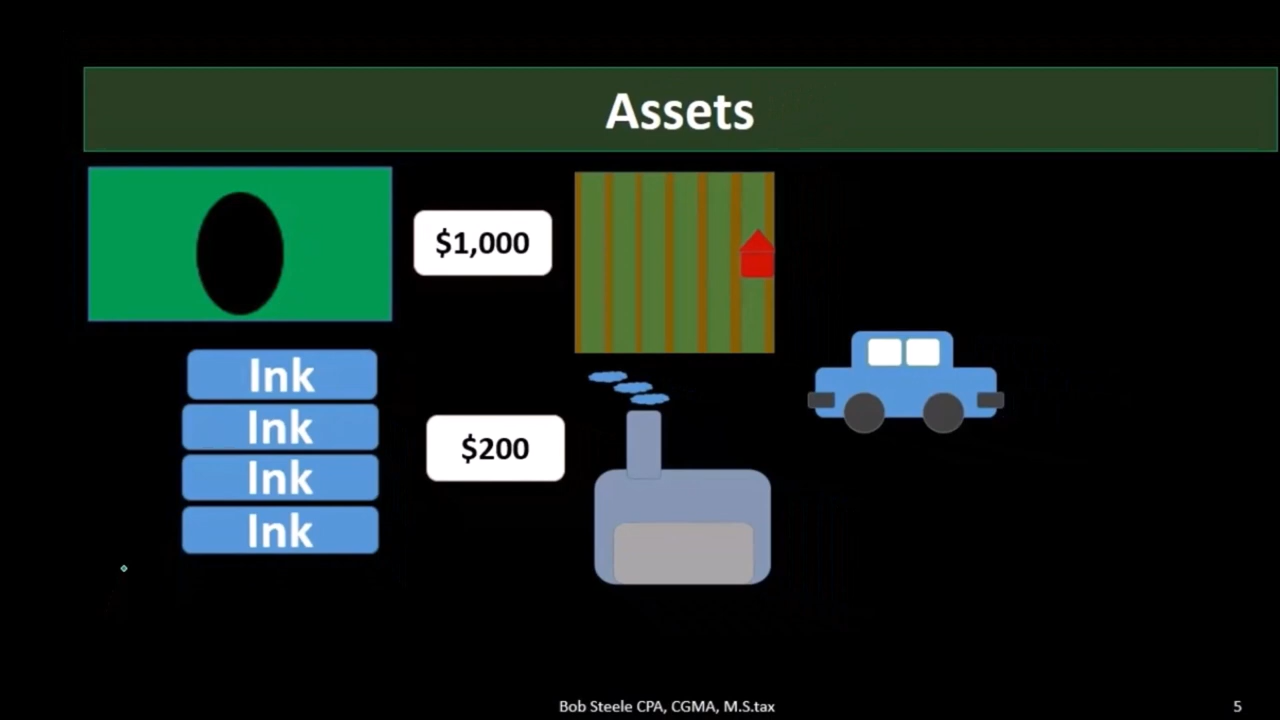 Assets
$1,000
Ink
Ink
$200
Ink
Ink
Bob Steele CPA, CGMA, M.S.tax
5